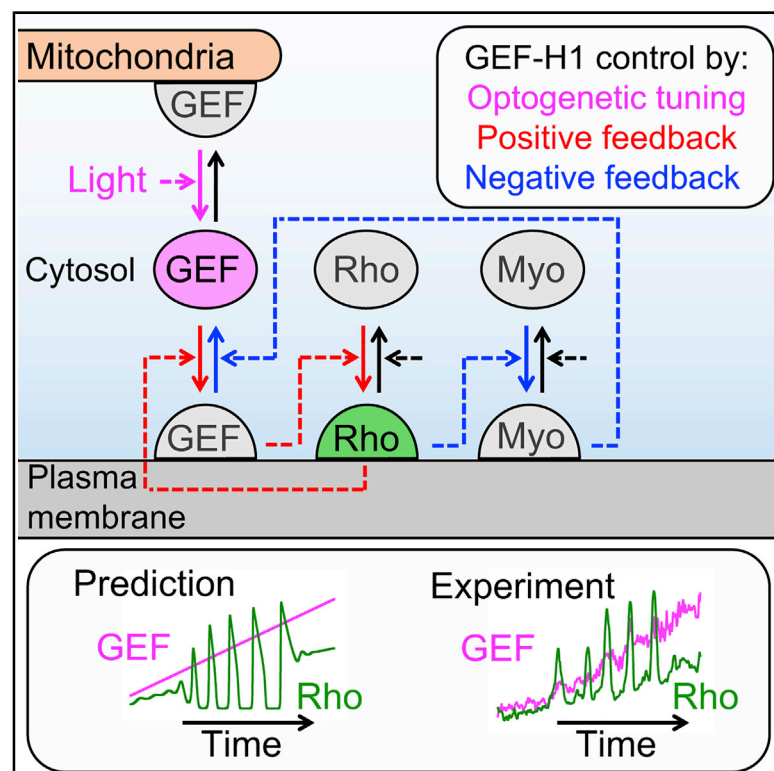 Mitochondria
GEF
GEF-H1 control by:
Optogenetic tuning
Positive feedback
Negative feedback
Light
Cytosol
GEF
Rho
Myo
GEF
Rho
Myo
Plasma
membrane
Prediction
GEF
Rho
Time
Experiment
GEF
Rho
Time